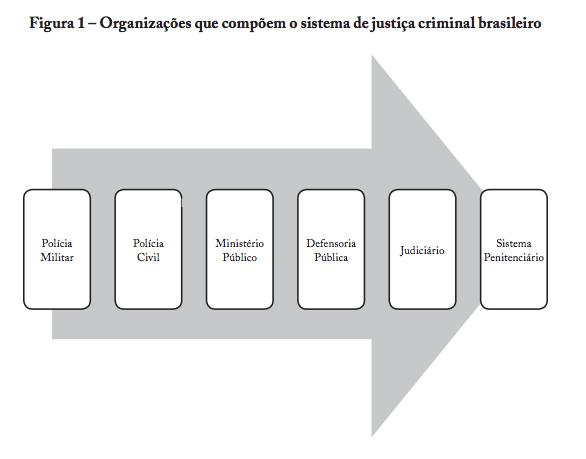 Figura 1 – Organizações que compõem o sistema de justiça criminal brasileiro
Polícia
Militar
Polícia
Civil
Ministério
Público
Defensoria
Pública
Judiciário
Sistema
Penitenciário